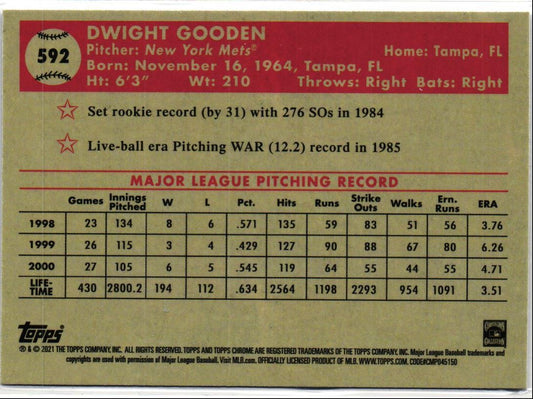 592
DWIGHT GOODEN
Pitcher: New York Mets® Home: Tampa, FL
Born: November 16, 1964, Tampa, FL
Ht: 6'3" Wt: 210 Throws: Right Bats: Right
Set rookie record (by 31) with 276 SOs in 1984
Live-ball era Pitching WAR (12.2) record in 1985
MAJOR LEAGUE PITCHING RECORD
Games Innings Pitched W L Pct. Hits Runs Strike Outs Walks Ern. Runs ERA
1998 23 134 8 6 .571 135 59 83 51 56 3.76
1999 26 115 3 4 .429 127 90 88 67 80 6.26
2000 27 105 6 5 .545 119 64 55 44 55 4.71
LIFE-TIME 430 2800.2 194 112 .634 2564 1198 2293 954 1091 3.51
topps
® & © 2021 THE TOPPS COMPANY, INC. ALL RIGHTS RESERVED. TOPPS AND TOPPS CHROME ARE REGISTERED TRADEMARKS OF THE TOPPS COMPANY, INC. Major League Baseball trademarks and
copyrights are used with permission of Major League Baseball. Visit MLB.com. OFFICIALLY LICENSED PRODUCT OF MLB. WWW.TOPPS.COM. CODE#CMP045150